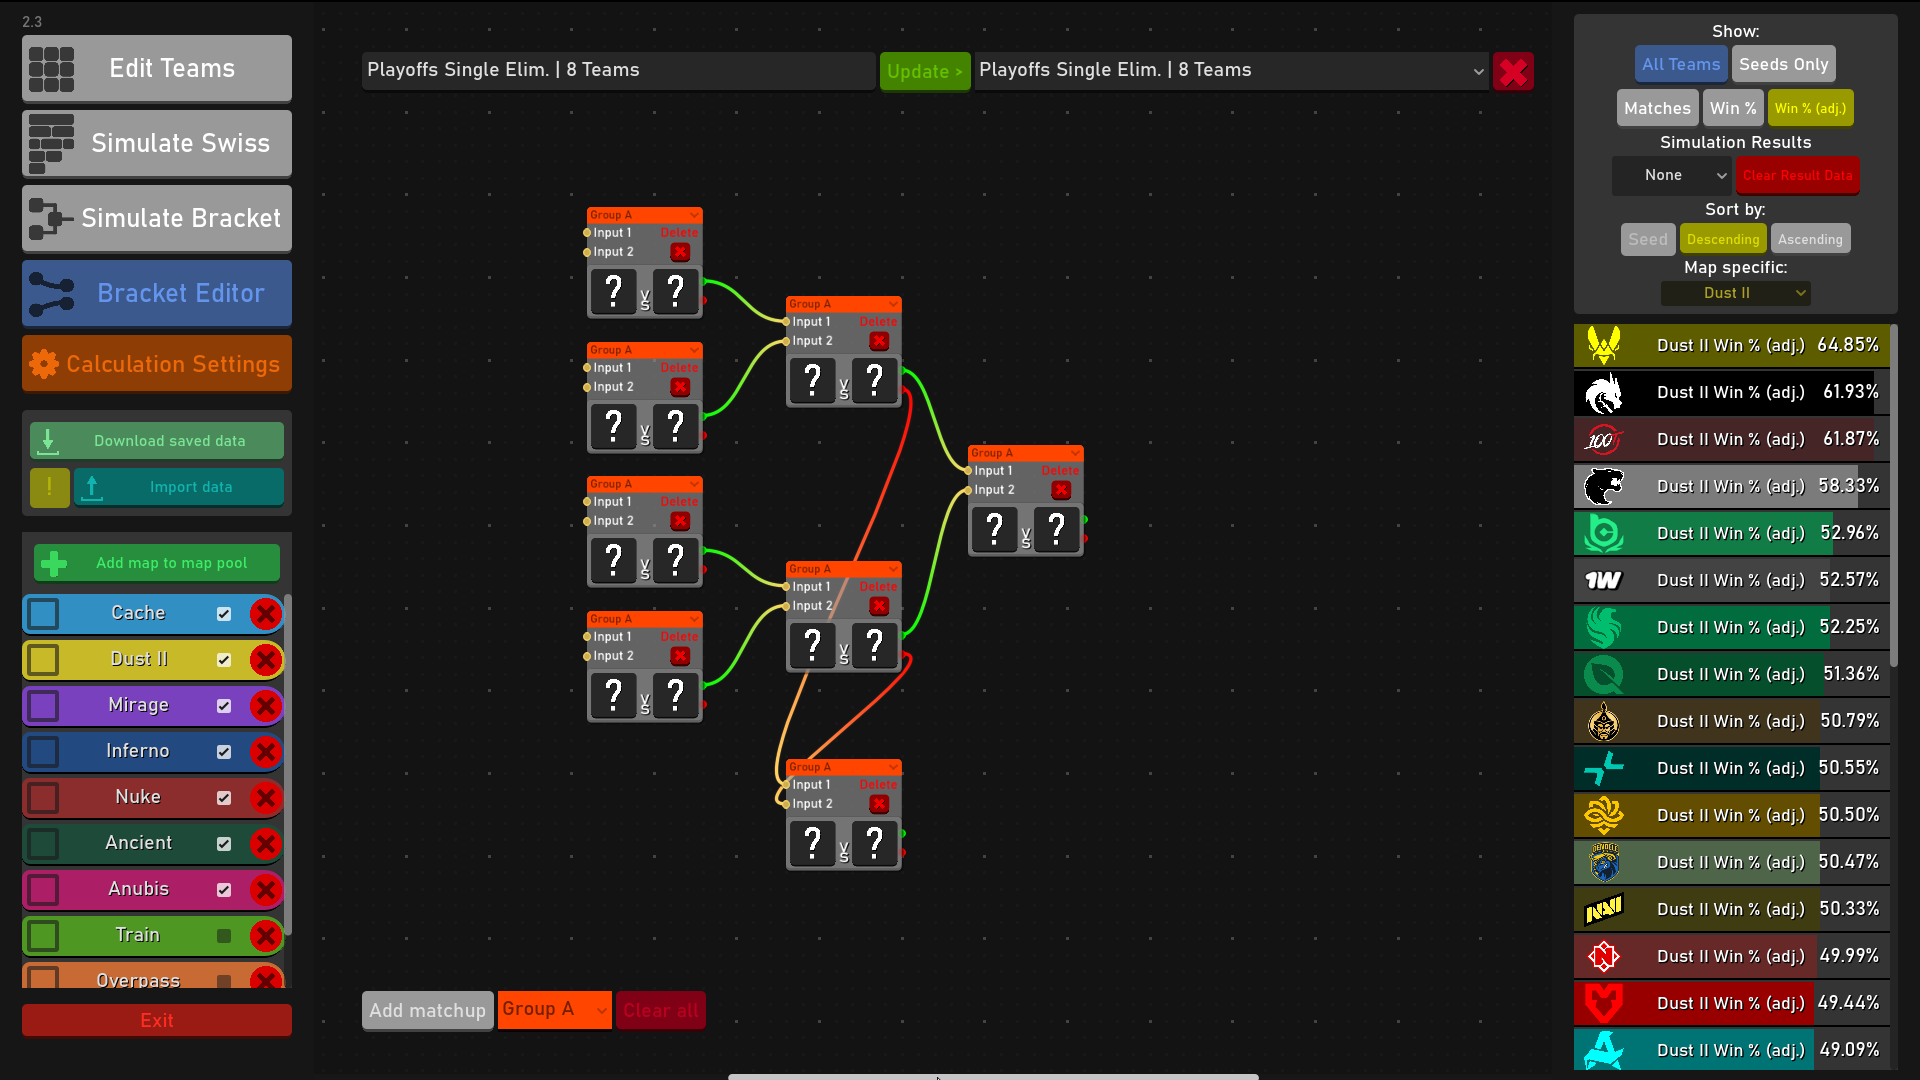 2.3
Edit Teams
Simulate Swiss
Simulate Bracket
Bracket Editor
Calculation Settings
Download saved data
!
Import data
Add map to map pool
Cache
Dust II
Mirage
Inferno
Nuke
Ancient
Anubis
Train
Overpass
Exit
Playoffs Single Elim. | 8 Teams
Update >
Playoffs Single Elim. | 8 Teams
Group A
Input 1 Delete
Input 2
? VS ?
Group A
Input 1 Delete
Input 2
? VS ?
Group A
Input 1 Delete
Input 2
? VS ?
Group A
Input 1 Delete
Input 2
? VS ?
Group A
Input 1 Delete
Input 2
? VS ?
Group A
Input 1 Delete
Input 2
? VS ?
Group A
Input 1 Delete
Input 2
? VS ?
Group A
Input 1 Delete
Input 2
? VS ?
Add matchup
Group A
Clear all
Show:
All Teams
Seeds Only
Matches
Win %
Win % (adj.)
Simulation Results
None
Clear Result Data
Sort by:
Seed
Descending
Ascending
Map specific:
Dust II
Dust II Win % (adj.) 64.85%
Dust II Win % (adj.) 61.93%
100 Dust II Win % (adj.) 61.87%
Dust II Win % (adj.) 58.33%
Dust II Win % (adj.) 52.96%
1W Dust II Win % (adj.) 52.57%
Dust II Win % (adj.) 52.25%
Dust II Win % (adj.) 51.36%
Dust II Win % (adj.) 50.79%
Dust II Win % (adj.) 50.55%
Dust II Win % (adj.) 50.50%
Dust II Win % (adj.) 50.47%
NAVI Dust II Win % (adj.) 50.33%
Dust II Win % (adj.) 49.99%
Dust II Win % (adj.) 49.44%
Dust II Win % (adj.) 49.09%